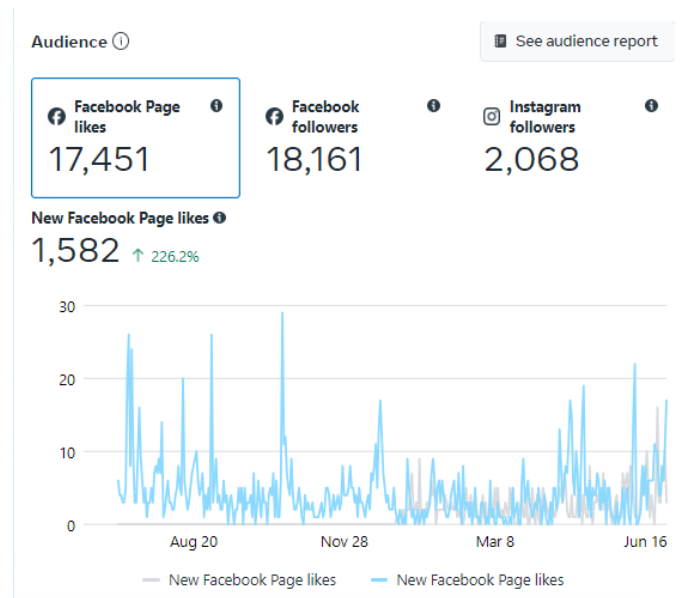 Audience
See audience report
Facebook Page
likes
17,451
Facebook
followers
18,161
Instagram
followers
2,068
New Facebook Page likes
1,582 ↑ 226.2%
30
20
10
0
Aug 20 Nov 28 Mar 8 Jun 16
New Facebook Page likes New Facebook Page likes